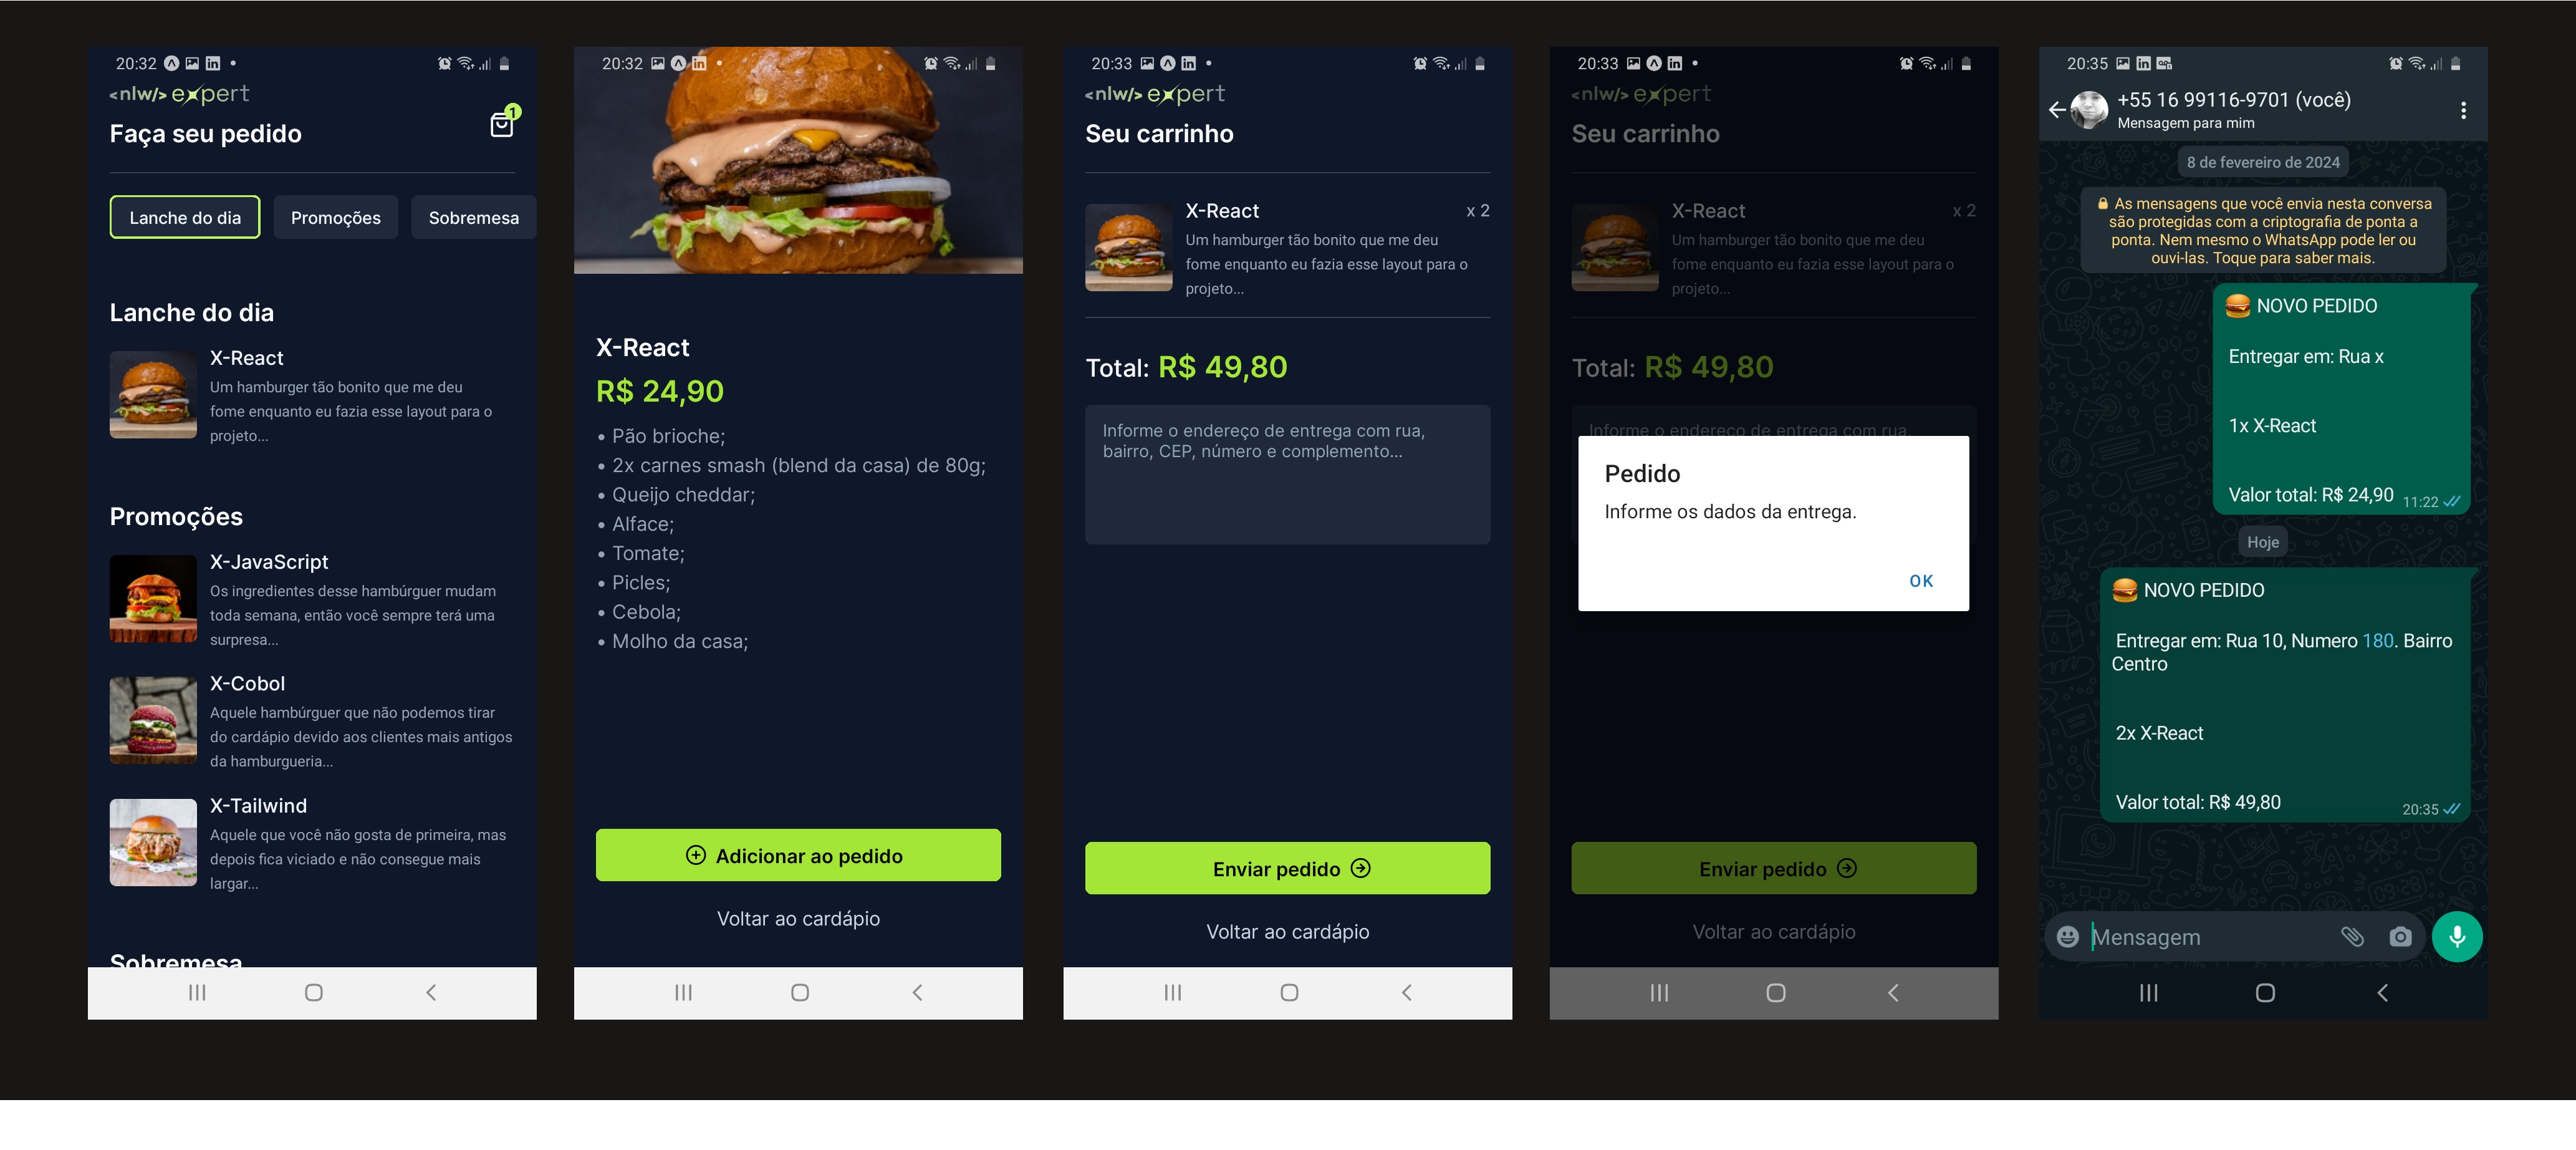 20:32
<nlw/> expert
1
Faça seu pedido
Lanche do dia
Promoções
Sobremesa
Lanche do dia
X-React
Um hamburger tão bonito que me deu
fome enquanto eu fazia esse layout para o
projeto...
Promoções
X-JavaScript
Os ingredientes desse hambúrguer mudam
toda semana, então você sempre terá uma
surpresa...
X-Cobol
Aquele hambúrguer que não podemos tirar
do cardápio devido aos clientes mais antigos
da hamburgueria...
X-Tailwind
Aquele que você não gosta de primeira, mas
depois fica viciado e não consegue mais
largar...
Sobremesa
20:32
X-React
R$ 24,90
• Pão brioche;
• 2x carnes smash (blend da casa) de 80g;
• Queijo cheddar;
• Alface;
• Tomate;
• Picles;
• Cebola;
• Molho da casa;
Adicionar ao pedido
Voltar ao cardápio
20:33
<nlw/> expert
Seu carrinho
X-React x 2
Um hamburger tão bonito que me deu
fome enquanto eu fazia esse layout para o
projeto...
Total: R$ 49,80
Informe o endereço de entrega com rua,
bairro, CEP, número e complemento...
Enviar pedido
Voltar ao cardápio
20:33
<nlw/> expert
Seu carrinho
X-React x 2
Um hamburger tão bonito que me deu
fome enquanto eu fazia esse layout para o
projeto...
Total: R$ 49,80
Informe o endereço de entrega com rua,
Pedido
Informe os dados da entrega.
OK
Enviar pedido
Voltar ao cardápio
20:35
+55 16 99116-9701 (você)
Mensagem para mim
8 de fevereiro de 2024
As mensagens que você envia nesta conversa
são protegidas com a criptografia de ponta a
ponta. Nem mesmo o WhatsApp pode ler ou
ouvi-las. Toque para saber mais.
NOVO PEDIDO
Entregar em: Rua x
1x X-React
Valor total: R$ 24,90 11:22
Hoje
NOVO PEDIDO
Entregar em: Rua 10, Numero 180. Bairro
Centro
2x X-React
Valor total: R$ 49,80
20:35
Mensagem